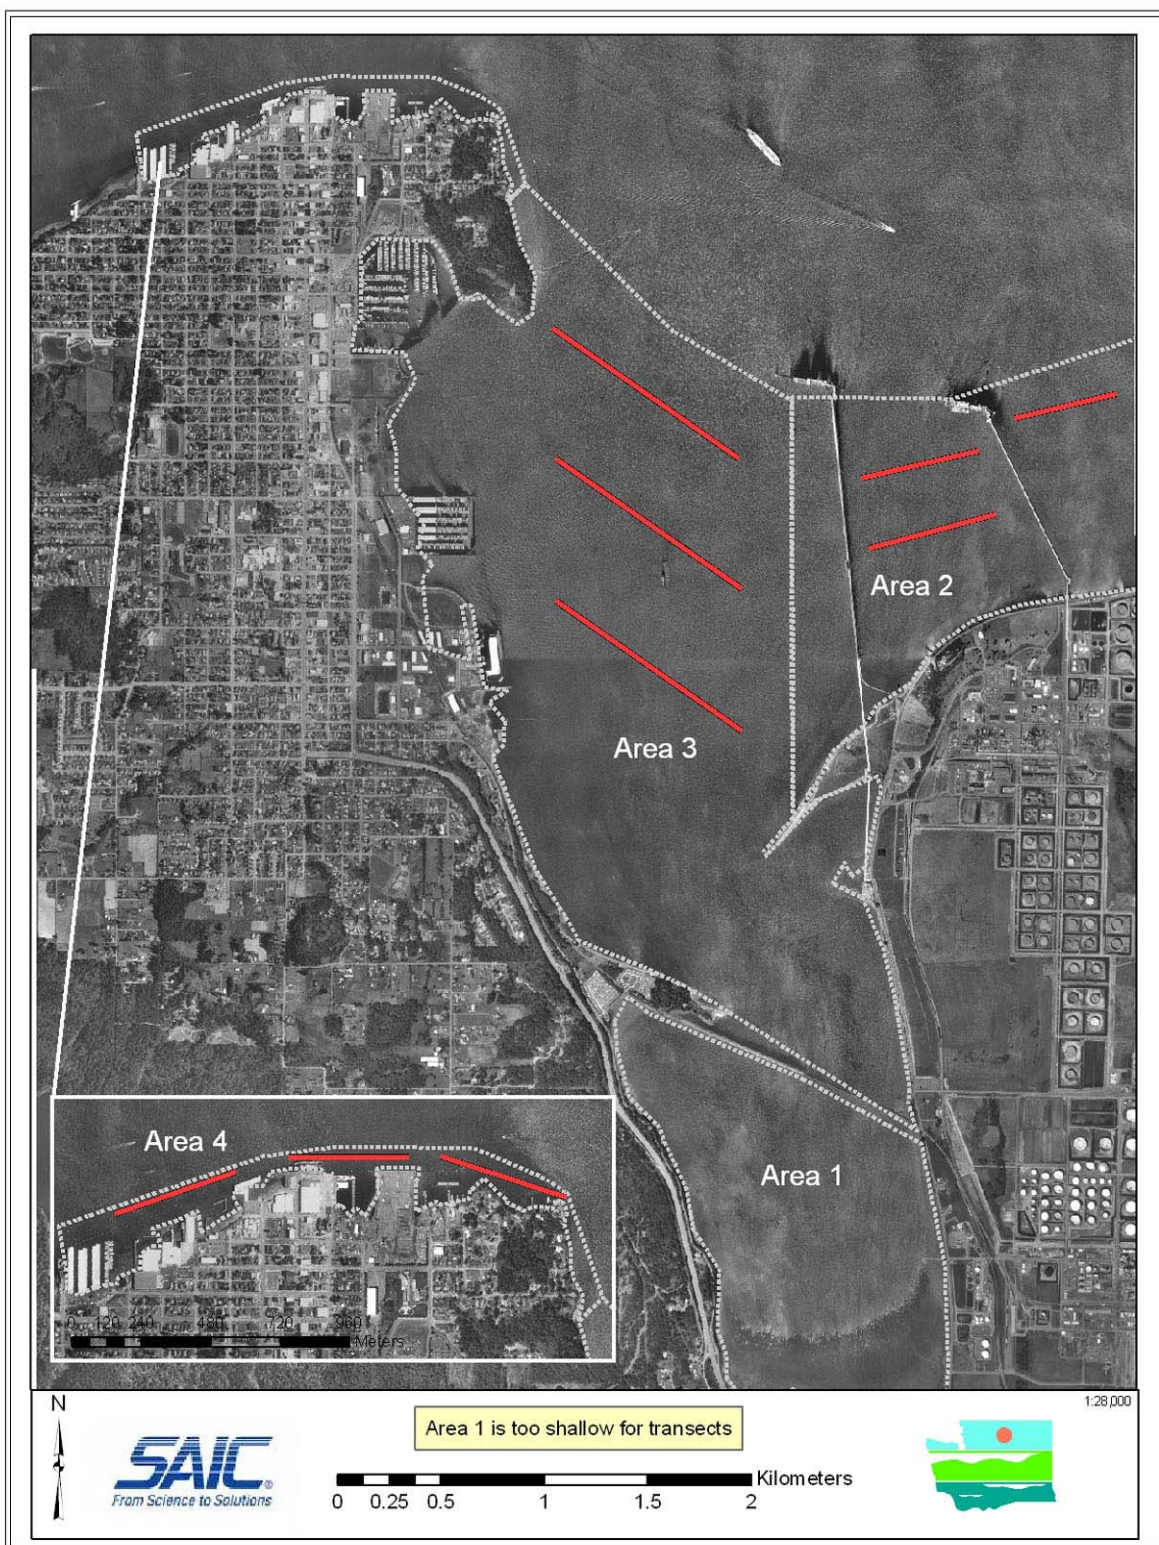 Area 2
Area 3
Area 1
Area 4
0 120 240 480 720 960
Meters
N
1:28,000
SAIC®
From Science to Solutions
Area 1 is too shallow for transects
Kilometers
0 0.25 0.5 1 1.5 2